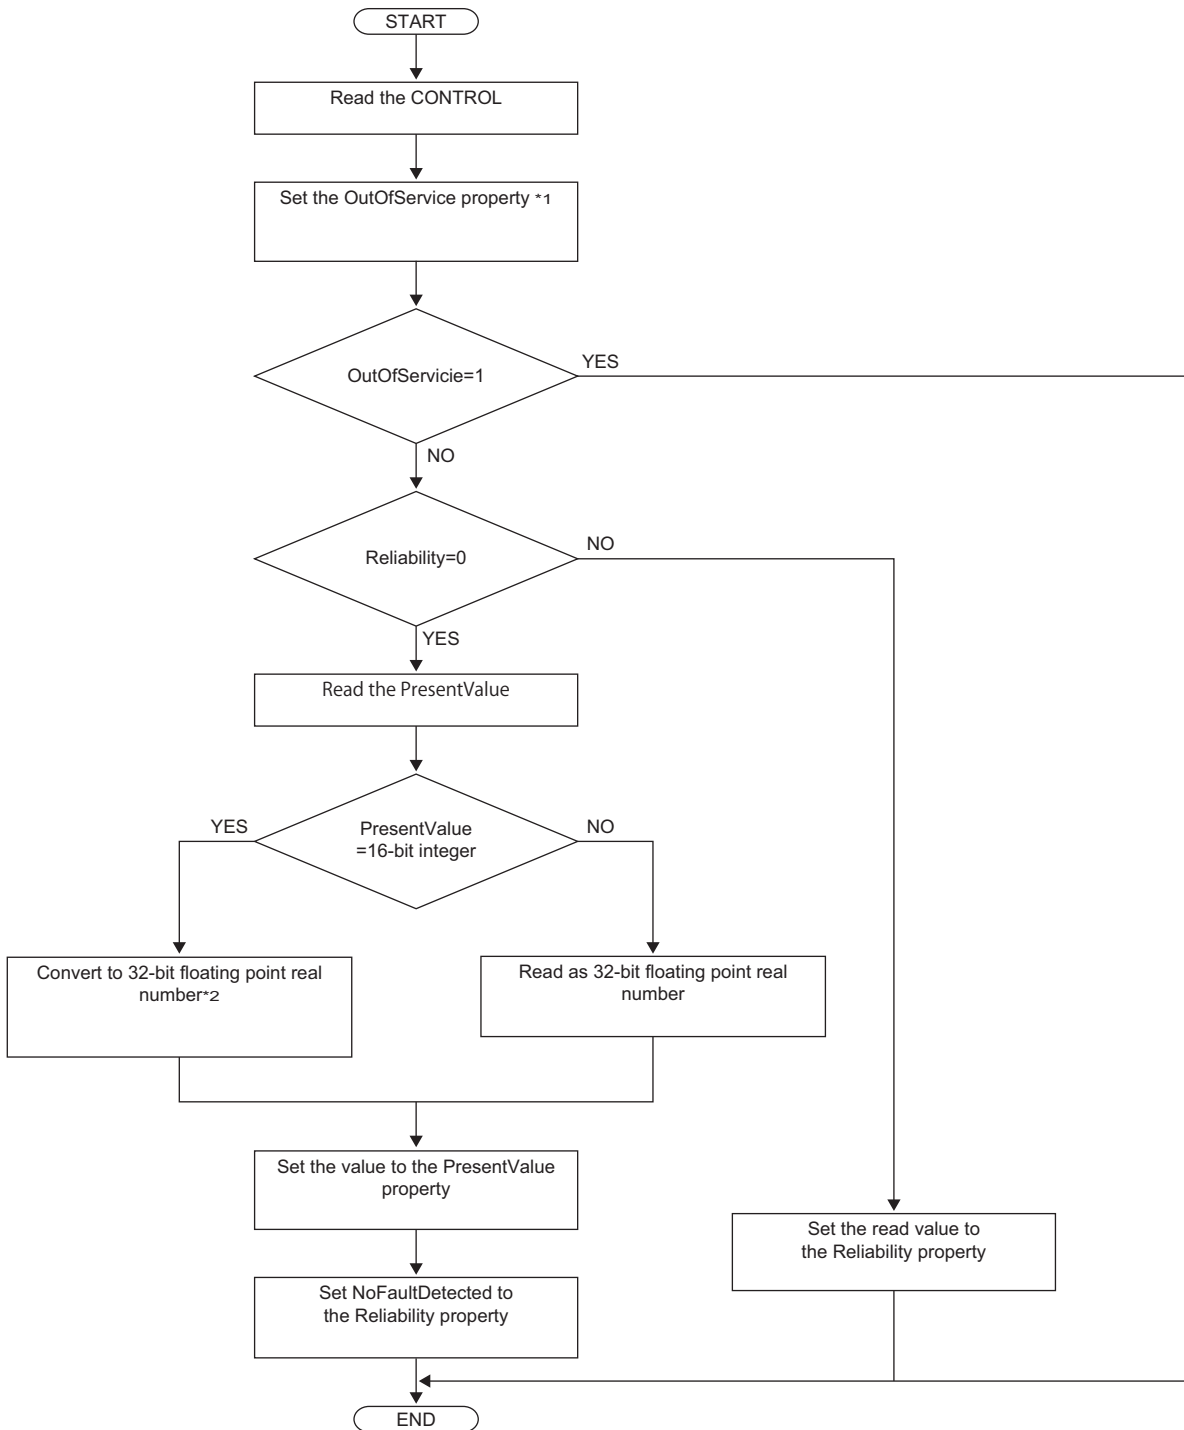 START
Read the CONTROL
Set the OutOfService property *1
OutOfServicie=1
YES
NO
Reliability=0
NO
YES
Read the PresentValue
YES
PresentValue
=16-bit integer
NO
Convert to 32-bit floating point real
number*2
Read as 32-bit floating point real
number
Set the value to the PresentValue
property
Set the read value to
the Reliability property
Set NoFaultDetected to
the Reliability property
END